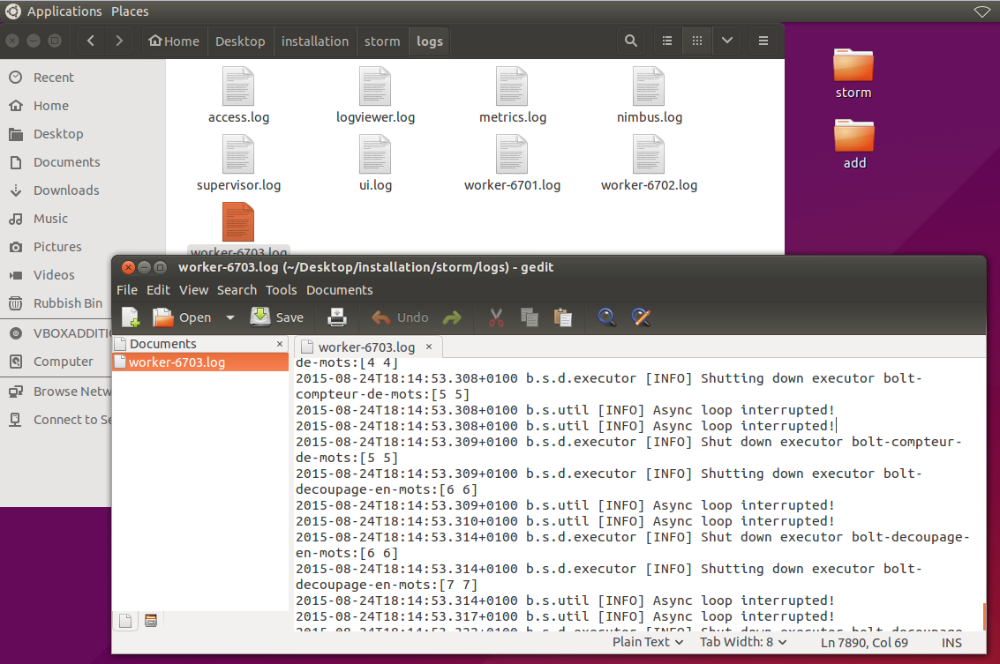 Applications Places
Home Desktop installation storm logs
Recent
Home
Desktop
Documents
Downloads
Music
Pictures
Videos
Rubbish Bin
VBOXADDITIO
Computer
Browse Netw
Connect to Se
access.log logviewer.log metrics.log nimbus.log
supervisor.log ui.log worker-6701.log worker-6702.log
worker-6703.log
storm
add
worker-6703.log (~/Desktop/installation/storm/logs) - gedit
File Edit View Search Tools Documents
Open Save Undo
Documents ×
worker-6703.log
worker-6703.log ×
de-mots:[4 4]
2015-08-24T18:14:53.308+0100 b.s.d.executor [INFO] Shutting down executor bolt-
compteur-de-mots:[5 5]
2015-08-24T18:14:53.308+0100 b.s.util [INFO] Async loop interrupted!
2015-08-24T18:14:53.308+0100 b.s.util [INFO] Async loop interrupted!
2015-08-24T18:14:53.309+0100 b.s.d.executor [INFO] Shut down executor bolt-compteur-
de-mots:[5 5]
2015-08-24T18:14:53.309+0100 b.s.d.executor [INFO] Shutting down executor bolt-
decoupage-en-mots:[6 6]
2015-08-24T18:14:53.309+0100 b.s.util [INFO] Async loop interrupted!
2015-08-24T18:14:53.310+0100 b.s.util [INFO] Async loop interrupted!
2015-08-24T18:14:53.314+0100 b.s.d.executor [INFO] Shut down executor bolt-decoupage-
en-mots:[6 6]
2015-08-24T18:14:53.314+0100 b.s.d.executor [INFO] Shutting down executor bolt-
decoupage-en-mots:[7 7]
2015-08-24T18:14:53.314+0100 b.s.util [INFO] Async loop interrupted!
2015-08-24T18:14:53.317+0100 b.s.util [INFO] Async loop interrupted!
Plain Text Tab Width: 8 Ln 7890, Col 69 INS